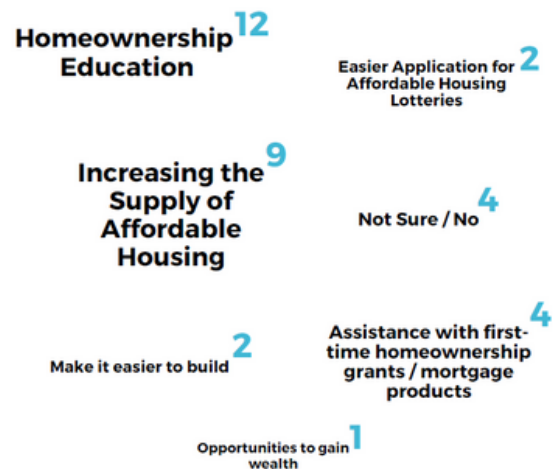 Homeownership 12
Education
Easier Application for 2
Affordable Housing
Lotteries
Increasing the 9
Supply of
Affordable
Housing
Not Sure / No 4
Make it easier to build 2
Assistance with first- 4
time homeownership
grants / mortgage
products
Opportunities to gain 1
wealth